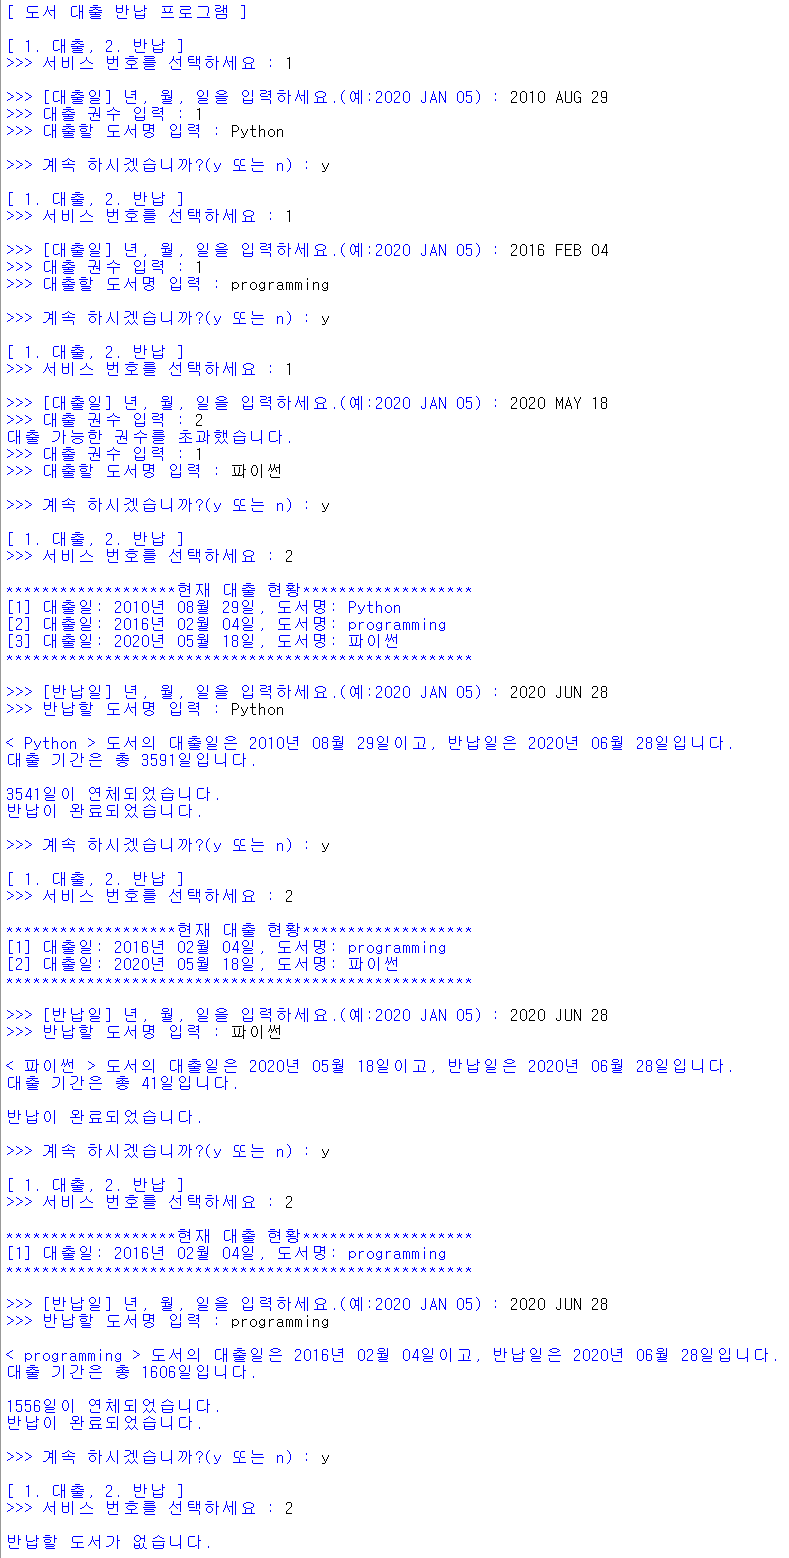 [ 도서 대출 반납 프로그램 ]
[ 1. 대출, 2. 반납 ]
>>> 서비스 번호를 선택하세요 : 1
>>> [대출일] 년, 월, 일을 입력하세요.(예:2020 JAN 05) : 2010 AUG 29
>>> 대출 권수 입력 : 1
>>> 대출할 도서명 입력 : Python
>>> 계속 하시겠습니까?(y 또는 n) : y
[ 1. 대출, 2. 반납 ]
>>> 서비스 번호를 선택하세요 : 1
>>> [대출일] 년, 월, 일을 입력하세요.(예:2020 JAN 05) : 2016 FEB 04
>>> 대출 권수 입력 : 1
>>> 대출할 도서명 입력 : programming
>>> 계속 하시겠습니까?(y 또는 n) : y
[ 1. 대출, 2. 반납 ]
>>> 서비스 번호를 선택하세요 : 1
>>> [대출일] 년, 월, 일을 입력하세요.(예:2020 JAN 05) : 2020 MAY 18
>>> 대출 권수 입력 : 2
대출 가능한 권수를 초과했습니다.
>>> 대출 권수 입력 : 1
>>> 대출할 도서명 입력 : 파이썬
>>> 계속 하시겠습니까?(y 또는 n) : y
[ 1. 대출, 2. 반납 ]
>>> 서비스 번호를 선택하세요 : 2
*******************현재 대출 현황*******************
[1] 대출일: 2010년 08월 29일, 도서명: Python
[2] 대출일: 2016년 02월 04일, 도서명: programming
[3] 대출일: 2020년 05월 18일, 도서명: 파이썬
****************************************************
>>> [반납일] 년, 월, 일을 입력하세요.(예:2020 JAN 05) : 2020 JUN 28
>>> 반납할 도서명 입력 : Python
< Python > 도서의 대출일은 2010년 08월 29일이고, 반납일은 2020년 06월 28일입니다.
대출 기간은 총 3591일입니다.
3541일이 연체되었습니다.
반납이 완료되었습니다.
>>> 계속 하시겠습니까?(y 또는 n) : y
[ 1. 대출, 2. 반납 ]
>>> 서비스 번호를 선택하세요 : 2
*******************현재 대출 현황*******************
[1] 대출일: 2016년 02월 04일, 도서명: programming
[2] 대출일: 2020년 05월 18일, 도서명: 파이썬
****************************************************
>>> [반납일] 년, 월, 일을 입력하세요.(예:2020 JAN 05) : 2020 JUN 28
>>> 반납할 도서명 입력 : 파이썬
< 파이썬 > 도서의 대출일은 2020년 05월 18일이고, 반납일은 2020년 06월 28일입니다.
대출 기간은 총 41일입니다.
반납이 완료되었습니다.
>>> 계속 하시겠습니까?(y 또는 n) : y
[ 1. 대출, 2. 반납 ]
>>> 서비스 번호를 선택하세요 : 2
*******************현재 대출 현황*******************
[1] 대출일: 2016년 02월 04일, 도서명: programming
****************************************************
>>> [반납일] 년, 월, 일을 입력하세요.(예:2020 JAN 05) : 2020 JUN 28
>>> 반납할 도서명 입력 : programming
< programming > 도서의 대출일은 2016년 02월 04일이고, 반납일은 2020년 06월 28일입니다.
대출 기간은 총 1606일입니다.
1556일이 연체되었습니다.
반납이 완료되었습니다.
>>> 계속 하시겠습니까?(y 또는 n) : y
[ 1. 대출, 2. 반납 ]
>>> 서비스 번호를 선택하세요 : 2
반납할 도서가 없습니다.